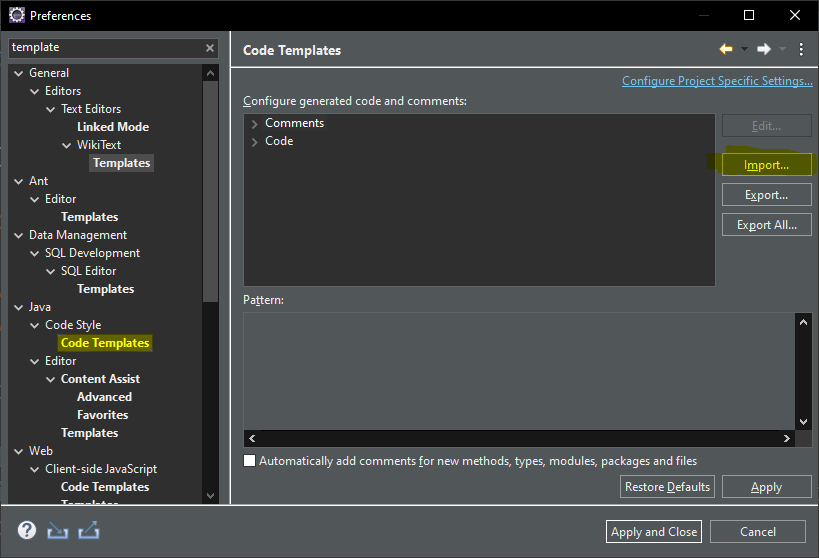 Preferences
template
General
Editors
Text Editors
Linked Mode
WikiText
Templates
Ant
Editor
Templates
Data Management
SQL Development
SQL Editor
Templates
Java
Code Style
Code Templates
Editor
Content Assist
Advanced
Favorites
Templates
Web
Client-side JavaScript
Code Templates
Templates
Code Templates
Configure Project Specific Settings...
Configure generated code and comments:
Comments
Code
Edit...
Import...
Export...
Export All...
Pattern:
Automatically add comments for new methods, types, modules, packages and files
Restore Defaults
Apply
?
Apply and Close
Cancel